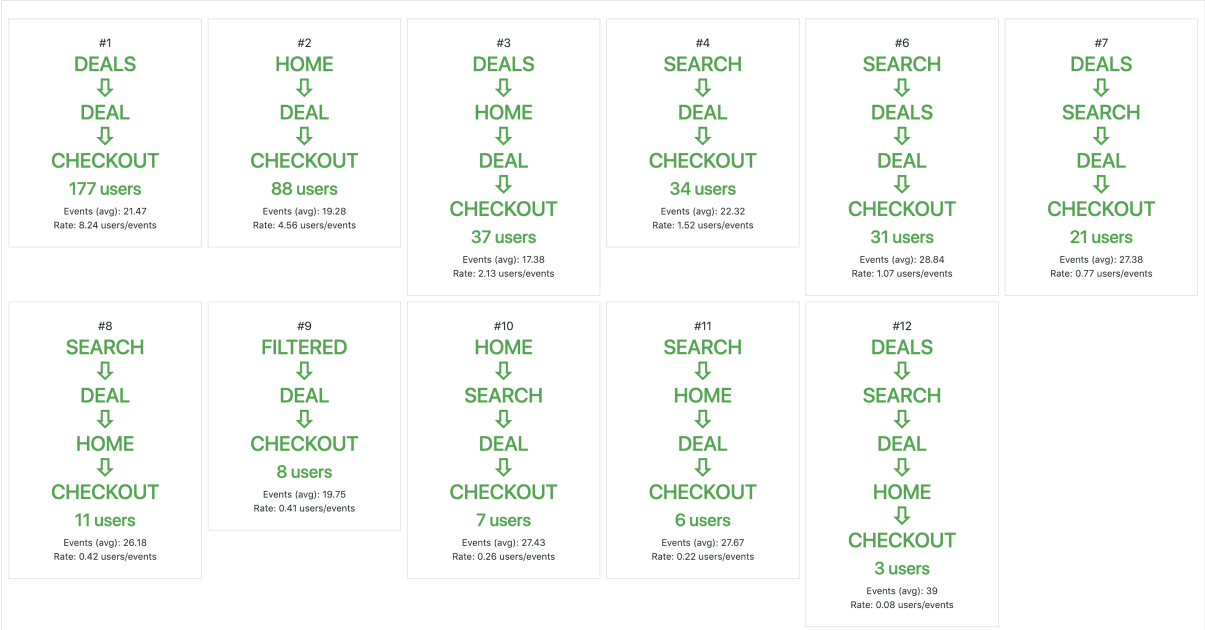 #1
DEALS
DEAL
CHECKOUT
177 users
Events (avg): 21.47
Rate: 8.24 users/events
#2
HOME
DEAL
CHECKOUT
88 users
Events (avg): 19.28
Rate: 4.56 users/events
#3
DEALS
HOME
DEAL
CHECKOUT
37 users
Events (avg): 17.38
Rate: 2.13 users/events
#4
SEARCH
DEAL
CHECKOUT
34 users
Events (avg): 22.32
Rate: 1.52 users/events
#6
SEARCH
DEALS
DEAL
CHECKOUT
31 users
Events (avg): 28.84
Rate: 1.07 users/events
#7
DEALS
SEARCH
DEAL
CHECKOUT
21 users
Events (avg): 27.38
Rate: 0.77 users/events
#8
SEARCH
DEAL
HOME
CHECKOUT
11 users
Events (avg): 26.18
Rate: 0.42 users/events
#9
FILTERED
DEAL
CHECKOUT
8 users
Events (avg): 19.75
Rate: 0.41 users/events
#10
HOME
SEARCH
DEAL
CHECKOUT
7 users
Events (avg): 27.43
Rate: 0.26 users/events
#11
SEARCH
HOME
DEAL
CHECKOUT
6 users
Events (avg): 27.67
Rate: 0.22 users/events
#12
DEALS
SEARCH
DEAL
HOME
CHECKOUT
3 users
Events (avg): 39
Rate: 0.08 users/events